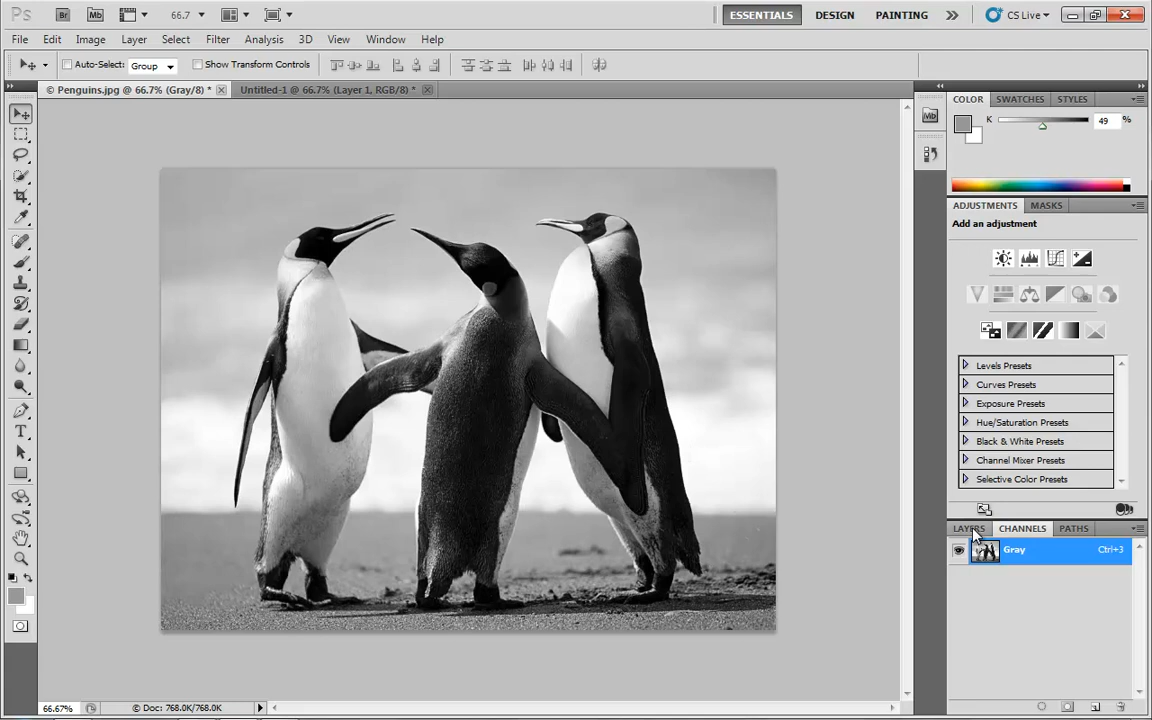 Ps Br Mb 66.7 ESSENTIALS DESIGN PAINTING CS Live
File Edit Image Layer Select Filter Analysis 3D View Window Help
Auto-Select: Group Show Transform Controls
© Penguins.jpg @ 66.7% (Gray/8) * Untitled-1 @ 66.7% (Layer 1, RGB/8) *
COLOR SWATCHES STYLES
Mb
K 49 %
ADJUSTMENTS MASKS
Add an adjustment
Levels Presets
Curves Presets
Exposure Presets
Hue/Saturation Presets
Black & White Presets
Channel Mixer Presets
Selective Color Presets
LAYERS CHANNELS PATHS
Gray Ctrl+3
T
66.67% © Doc: 768.0K/768.0K